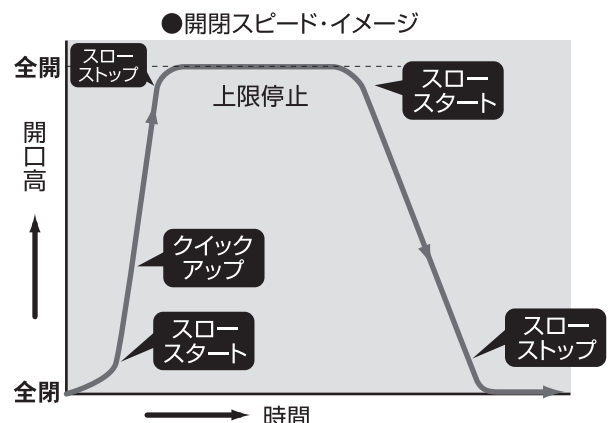 ●開閉スピード・イメージ
全開
スロー
ストップ
上限停止
スロー
スタート
開口高
クイック
アップ
スロー
スタート
スロー
ストップ
全閉
時間